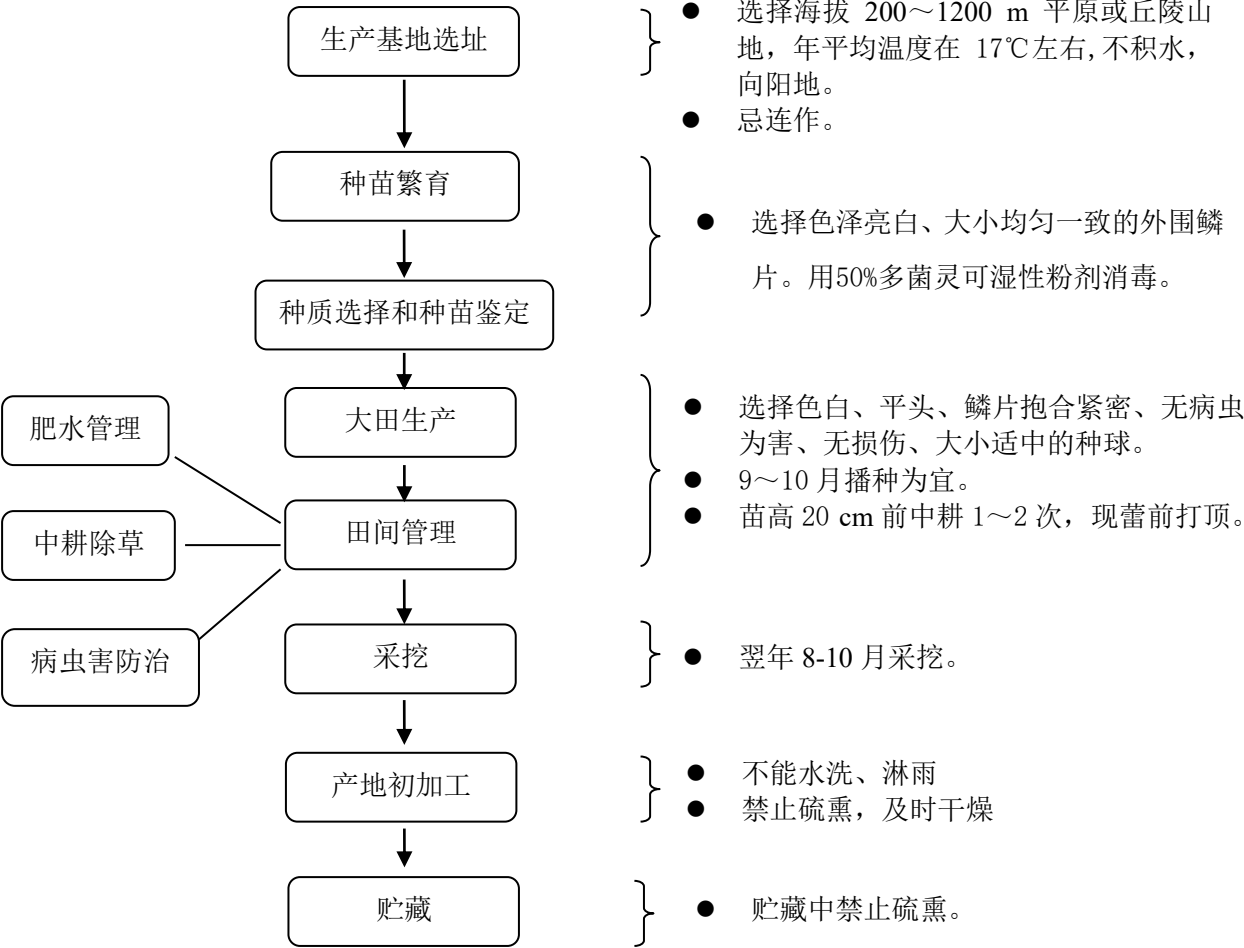 生产基地选址
● 选择海拔 200～1200 m 平原或丘陵山
地，年平均温度在 17℃左右,不积水，
向阳地。
● 忌连作。
种苗繁育
● 选择色泽亮白、大小均匀一致的外围鳞
片。用50%多菌灵可湿性粉剂消毒。
种质选择和种苗鉴定
大田生产
● 选择色白、平头、鳞片抱合紧密、无病虫
为害、无损伤、大小适中的种球。
● 9～10 月播种为宜。
● 苗高 20 cm 前中耕 1～2 次，现蕾前打顶。
肥水管理
中耕除草
病虫害防治
田间管理
采挖
● 翌年 8-10 月采挖。
产地初加工
● 不能水洗、淋雨
● 禁止硫熏，及时干燥
贮藏
● 贮藏中禁止硫熏。